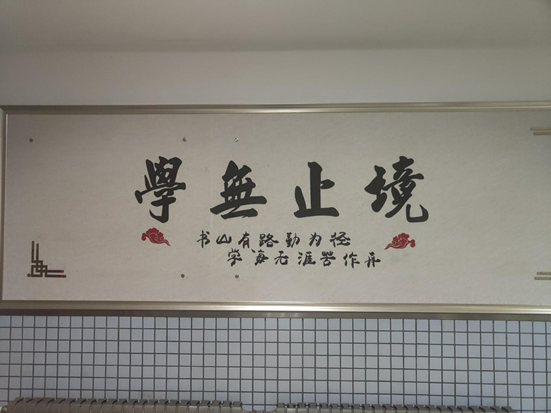 學無止境
书山有路勤为径
学海无涯苦作舟